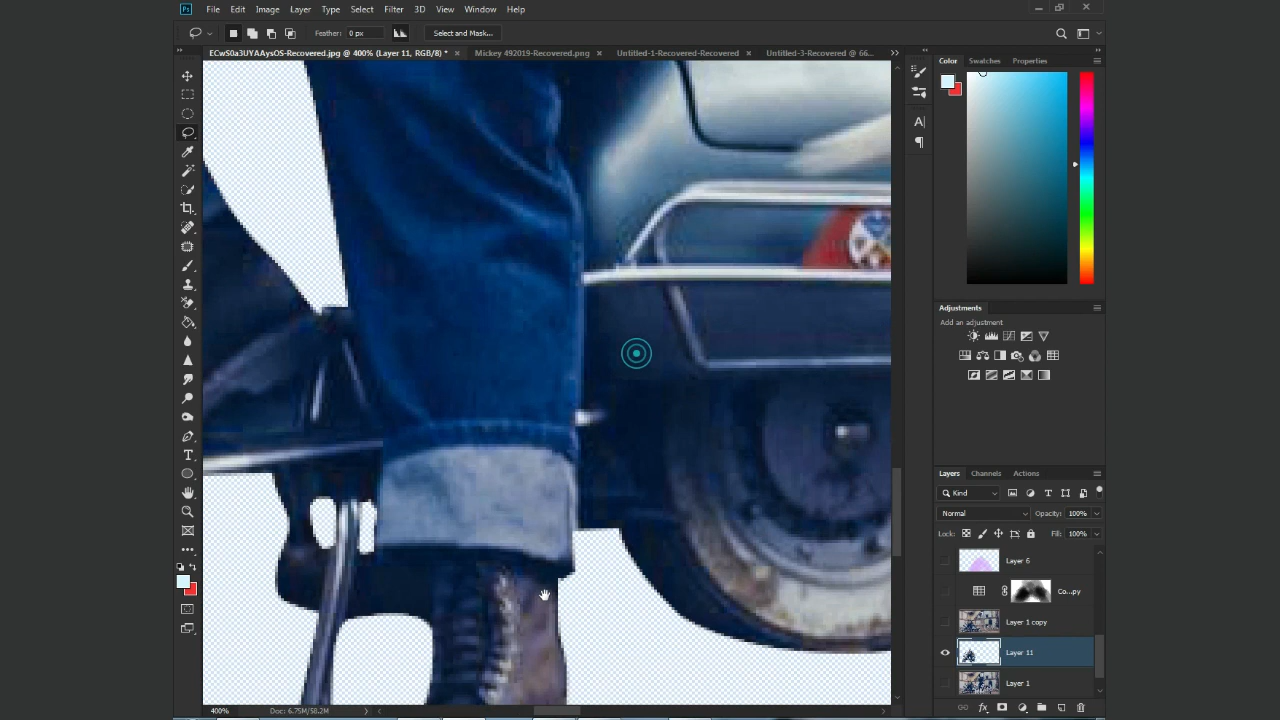 Ps File Edit Image Layer Type Select Filter 3D View Window Help
Feather: 0 px Select and Mask...
ECwS0a3UYAAysOS-Recovered.jpg @ 400% (Layer 11, RGB/8) * × Mickey 492019-Recovered.png × Untitled-1-Recovered-Recovered × Untitled-3-Recovered @ 66...
Color Swatches Properties
Adjustments
Add an adjustment
Layers Channels Actions
Kind
Normal Opacity: 100%
Lock: Fill: 100%
Layer 6
Co...py
Layer 1 copy
Layer 11
Layer 1
400% Doc: 6.75M/58.2M